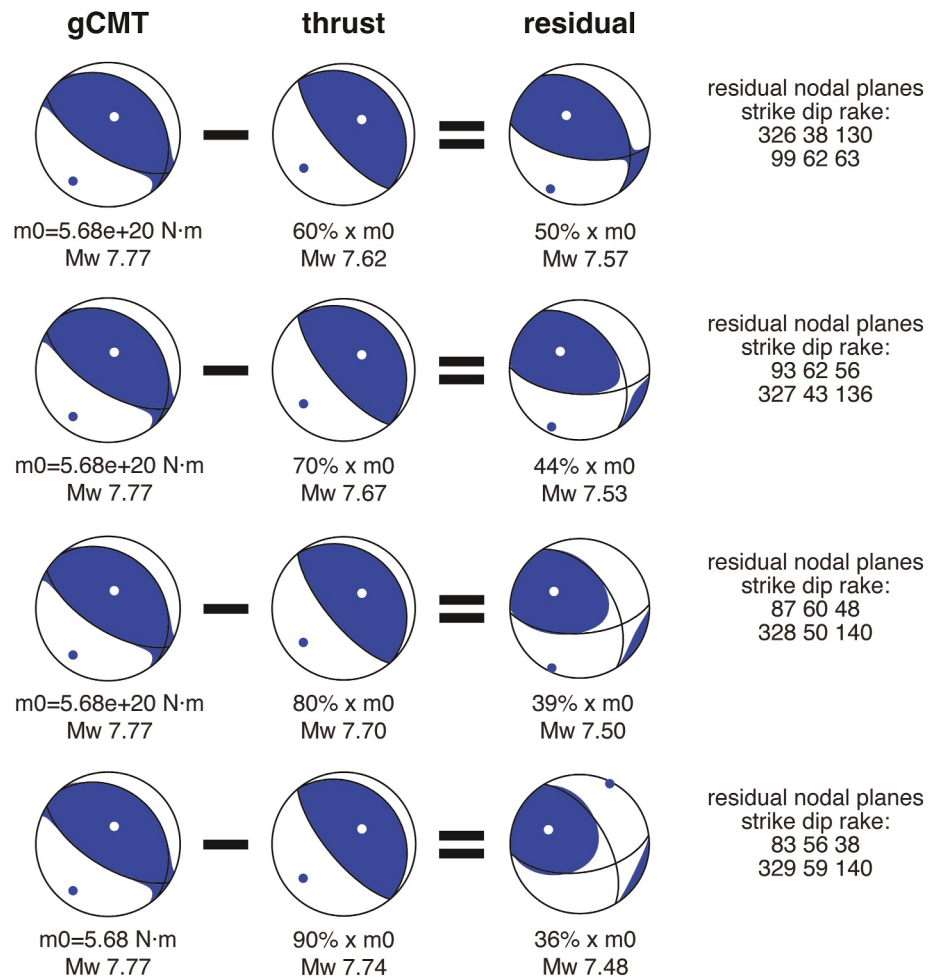 gCMT thrust residual
residual nodal planes
strike dip rake:
326 38 130
99 62 63
m0=5.68e+20 N·m 60% x m0 50% x m0
Mw 7.77 Mw 7.62 Mw 7.57
residual nodal planes
strike dip rake:
93 62 56
327 43 136
m0=5.68e+20 N·m 70% x m0 44% x m0
Mw 7.77 Mw 7.67 Mw 7.53
residual nodal planes
strike dip rake:
87 60 48
328 50 140
m0=5.68e+20 N·m 80% x m0 39% x m0
Mw 7.77 Mw 7.70 Mw 7.50
residual nodal planes
strike dip rake:
83 56 38
329 59 140
m0=5.68 N·m 90% x m0 36% x m0
Mw 7.77 Mw 7.74 Mw 7.48